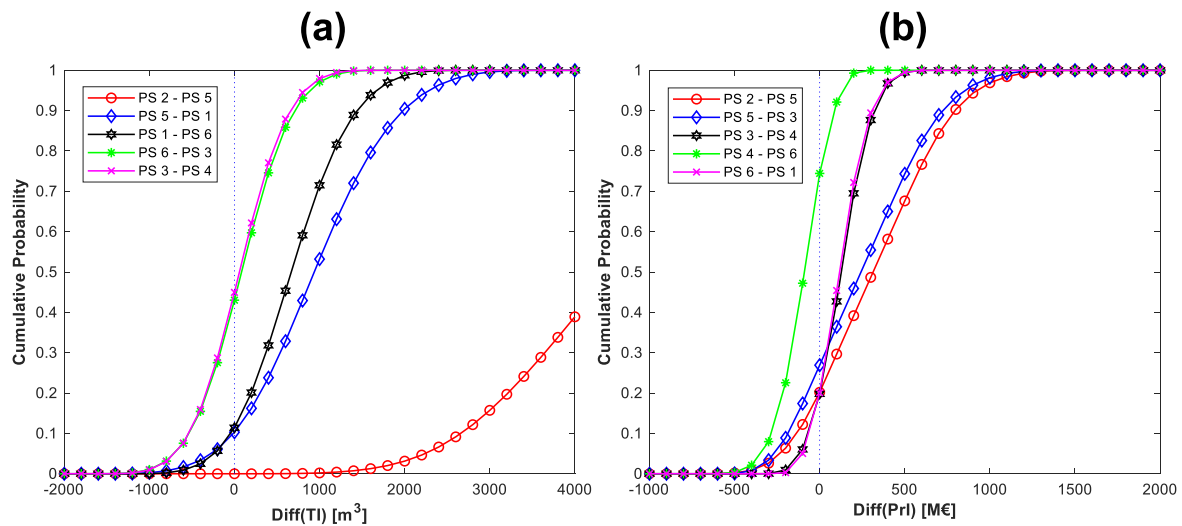 (a)
1
0.9
0.8
0.7
0.6
0.5
0.4
0.3
0.2
0.1
0
Cumulative Probability
PS 2 - PS 5
PS 5 - PS 1
PS 1 - PS 6
PS 6 - PS 3
PS 3 - PS 4
-2000 -1000 0 1000 2000 3000 4000
Diff(TI) [m³]
(b)
1
0.9
0.8
0.7
0.6
0.5
0.4
0.3
0.2
0.1
0
Cumulative Probability
PS 2 - PS 5
PS 5 - PS 3
PS 3 - PS 4
PS 4 - PS 6
PS 6 - PS 1
-1000 -500 0 500 1000 1500 2000
Diff(PrI) [M€]